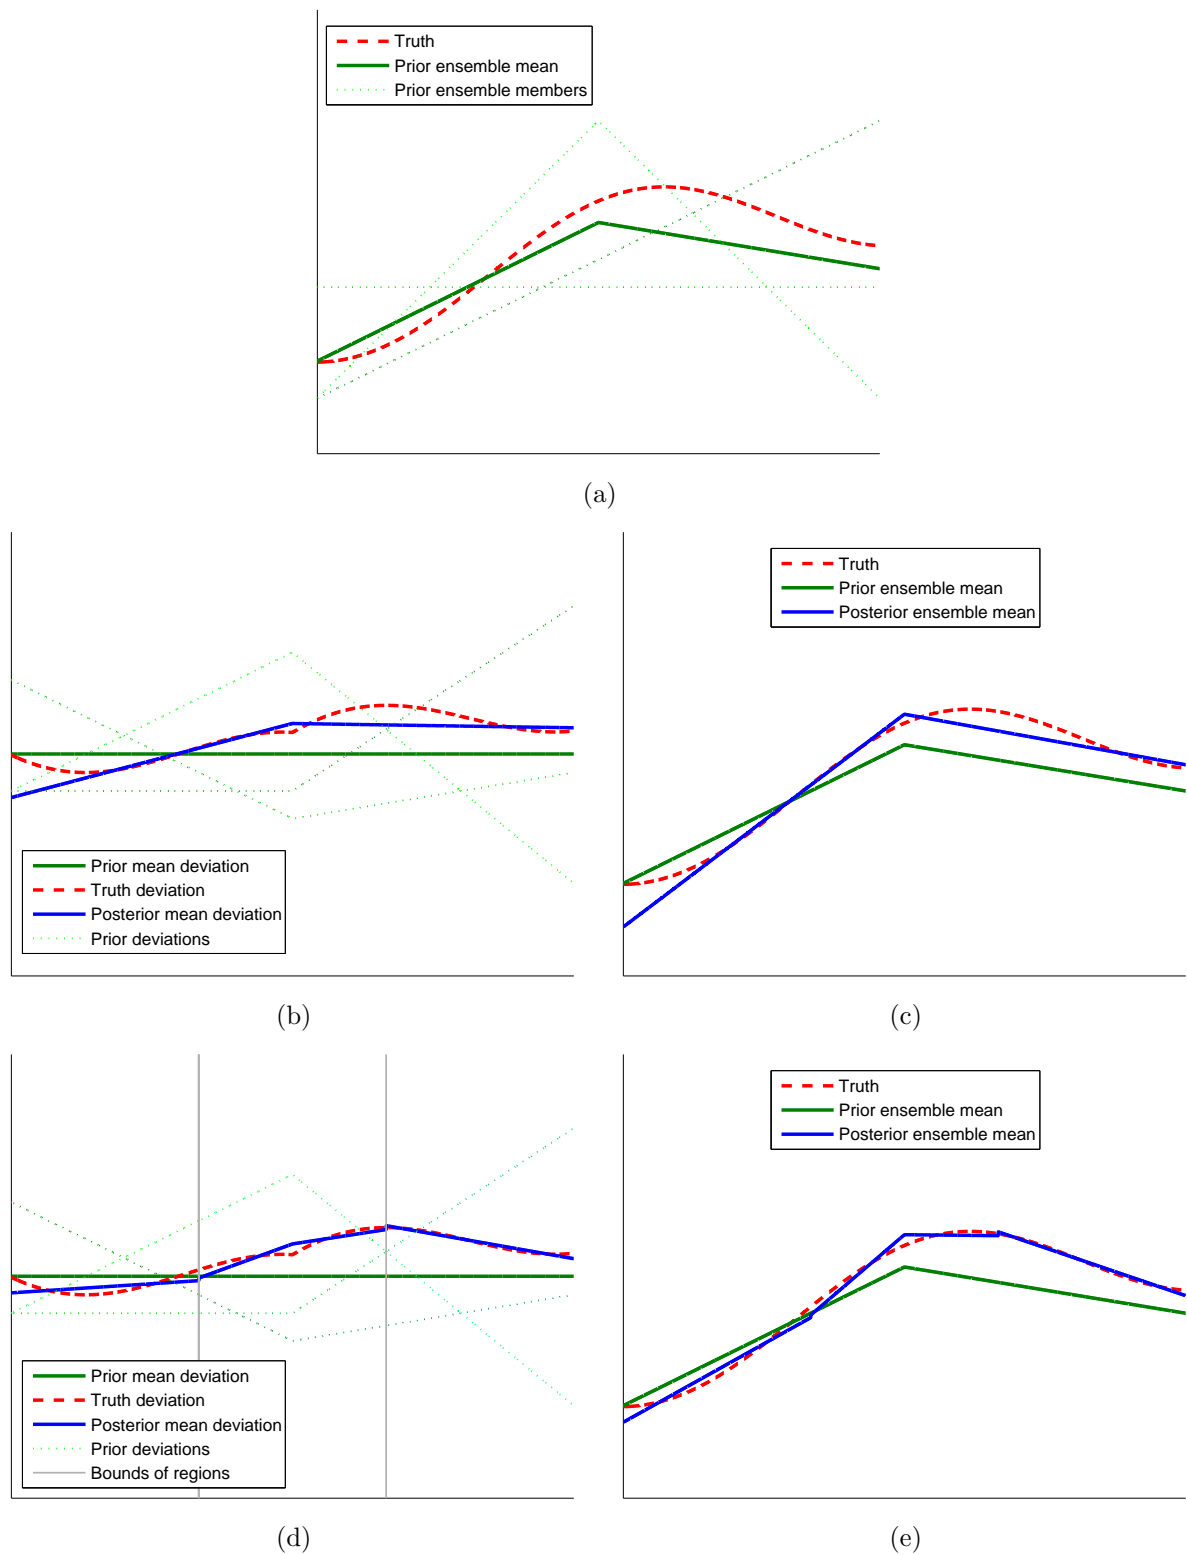 Truth
Prior ensemble mean
Prior ensemble members
(a)
Prior mean deviation
Truth deviation
Posterior mean deviation
Prior deviations
(b)
Truth
Prior ensemble mean
Posterior ensemble mean
(c)
Prior mean deviation
Truth deviation
Posterior mean deviation
Prior deviations
Bounds of regions
(d)
Truth
Prior ensemble mean
Posterior ensemble mean
(e)